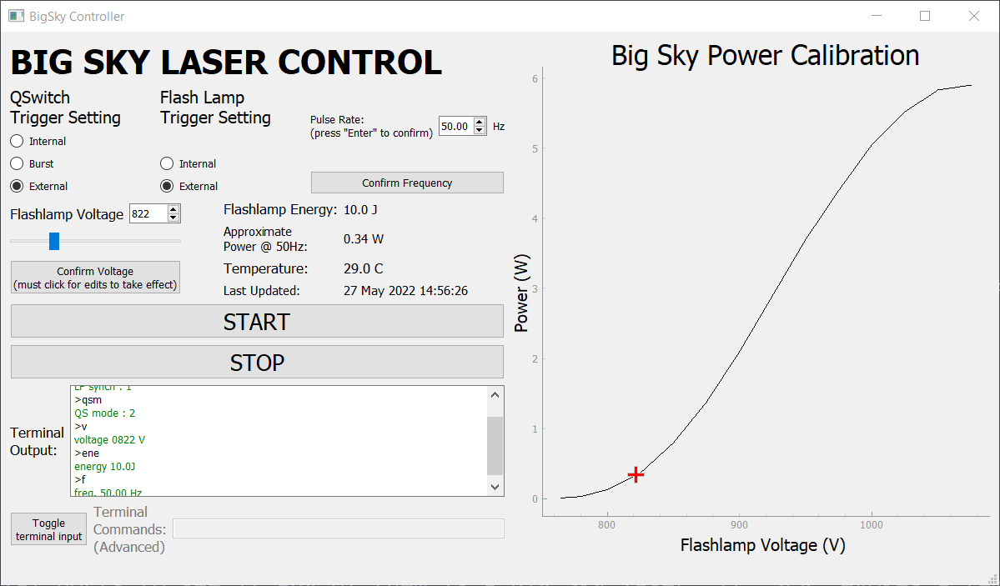 BigSky Controller
BIG SKY LASER CONTROL
QSwitch
Trigger Setting
Internal
Burst
External
Flash Lamp
Trigger Setting
Internal
External
Pulse Rate:
(press "Enter" to confirm)
50.00
Hz
Confirm Frequency
Flashlamp Voltage
822
Confirm Voltage
(must click for edits to take effect)
Flashlamp Energy: 10.0 J
Approximate
Power @ 50Hz:
0.34 W
Temperature: 29.0 C
Last Updated: 27 May 2022 14:56:26
START
STOP
Terminal
Output:
LP synch : 1
>qsm
QS mode : 2
>v
voltage 0822 V
>ene
energy 10.0J
>f
freq. 50.00 Hz
Toggle
terminal input
Terminal
Commands:
(Advanced)
Big Sky Power Calibration
Power (W)
6
5
4
3
2
1
0
800
900
1000
Flashlamp Voltage (V)